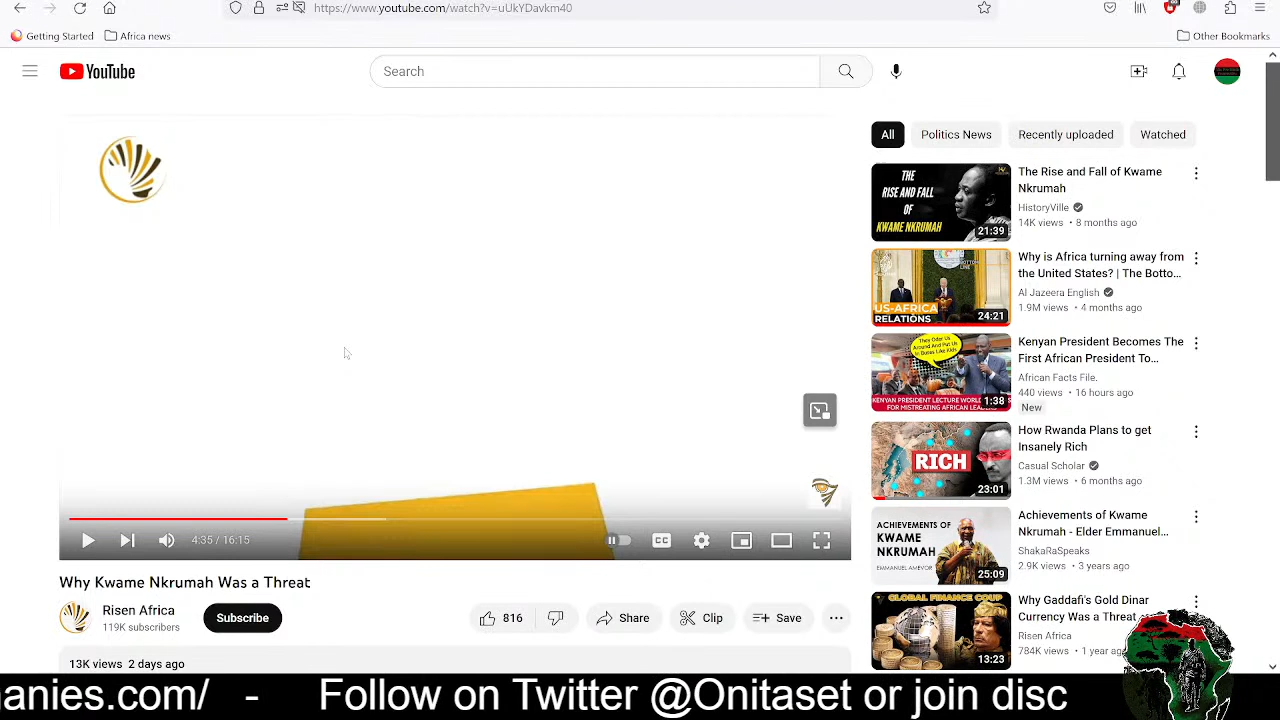 https://www.youtube.com/watch?v=uUkYDavkm40
Getting Started
Africa news
Other Bookmarks
YouTube
Search
All
Politics News
Recently uploaded
Watched
THE
RISE AND FALL
OF
KWAME NKRUMAH
21:39
The Rise and Fall of Kwame
Nkrumah
HistoryVille
14K views • 8 months ago
US-AFRICA
RELATIONS
24:21
Why is Africa turning away from
the United States? | The Botto...
Al Jazeera English
1.9M views • 4 months ago
They Oder Us
Around And Put Us
In Buses Like Kids
KENYAN PRESIDENT LECTURE WORLD
FOR MISTREATING AFRICAN LEADERS
1:38
Kenyan President Becomes The
First African President To...
African Facts File.
440 views • 16 hours ago
New
RICH
23:01
How Rwanda Plans to get
Insanely Rich
Casual Scholar
1.3M views • 6 months ago
ACHIEVEMENTS OF
KWAME
NKRUMAH
EMMANUEL AMEVOR
25:09
Achievements of Kwame
Nkrumah - Elder Emmanuel...
ShakaRaSpeaks
2.9K views • 3 years ago
GLOBAL FINANCE COUP
13:23
Why Gaddafi's Gold Dinar
Currency Was a Threat
Risen Africa
784K views • 1 year
4:35 / 16:15
CC
Why Kwame Nkrumah Was a Threat
Risen Africa
119K subscribers
Subscribe
816
Share
Clip
Save
13K views 2 days ago
anies.com/ - Follow on Twitter @Onitaset or join disc